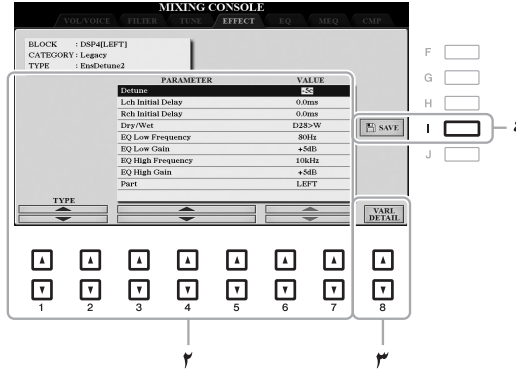 MIXING CONSOLE
VOL/VOICE FILTER TUNE EFFECT EQ MEQ CMP
BLOCK : DSP4[LEFT]
CATEGORY : Legacy
TYPE : EnsDetune2
PARAMETER VALUE
Detune -5c
Lch Initial Delay 0.0ms
Rch Initial Delay 0.0ms
Dry/Wet D28>W
EQ Low Frequency 80Hz
EQ Low Gain +5dB
EQ High Frequency 10kHz
EQ High Gain +5dB
Part LEFT
TYPE
SAVE
VARI. DETAIL
F
G
H
I
J
1 2 3 4 5 6 7 8
۲ ۳